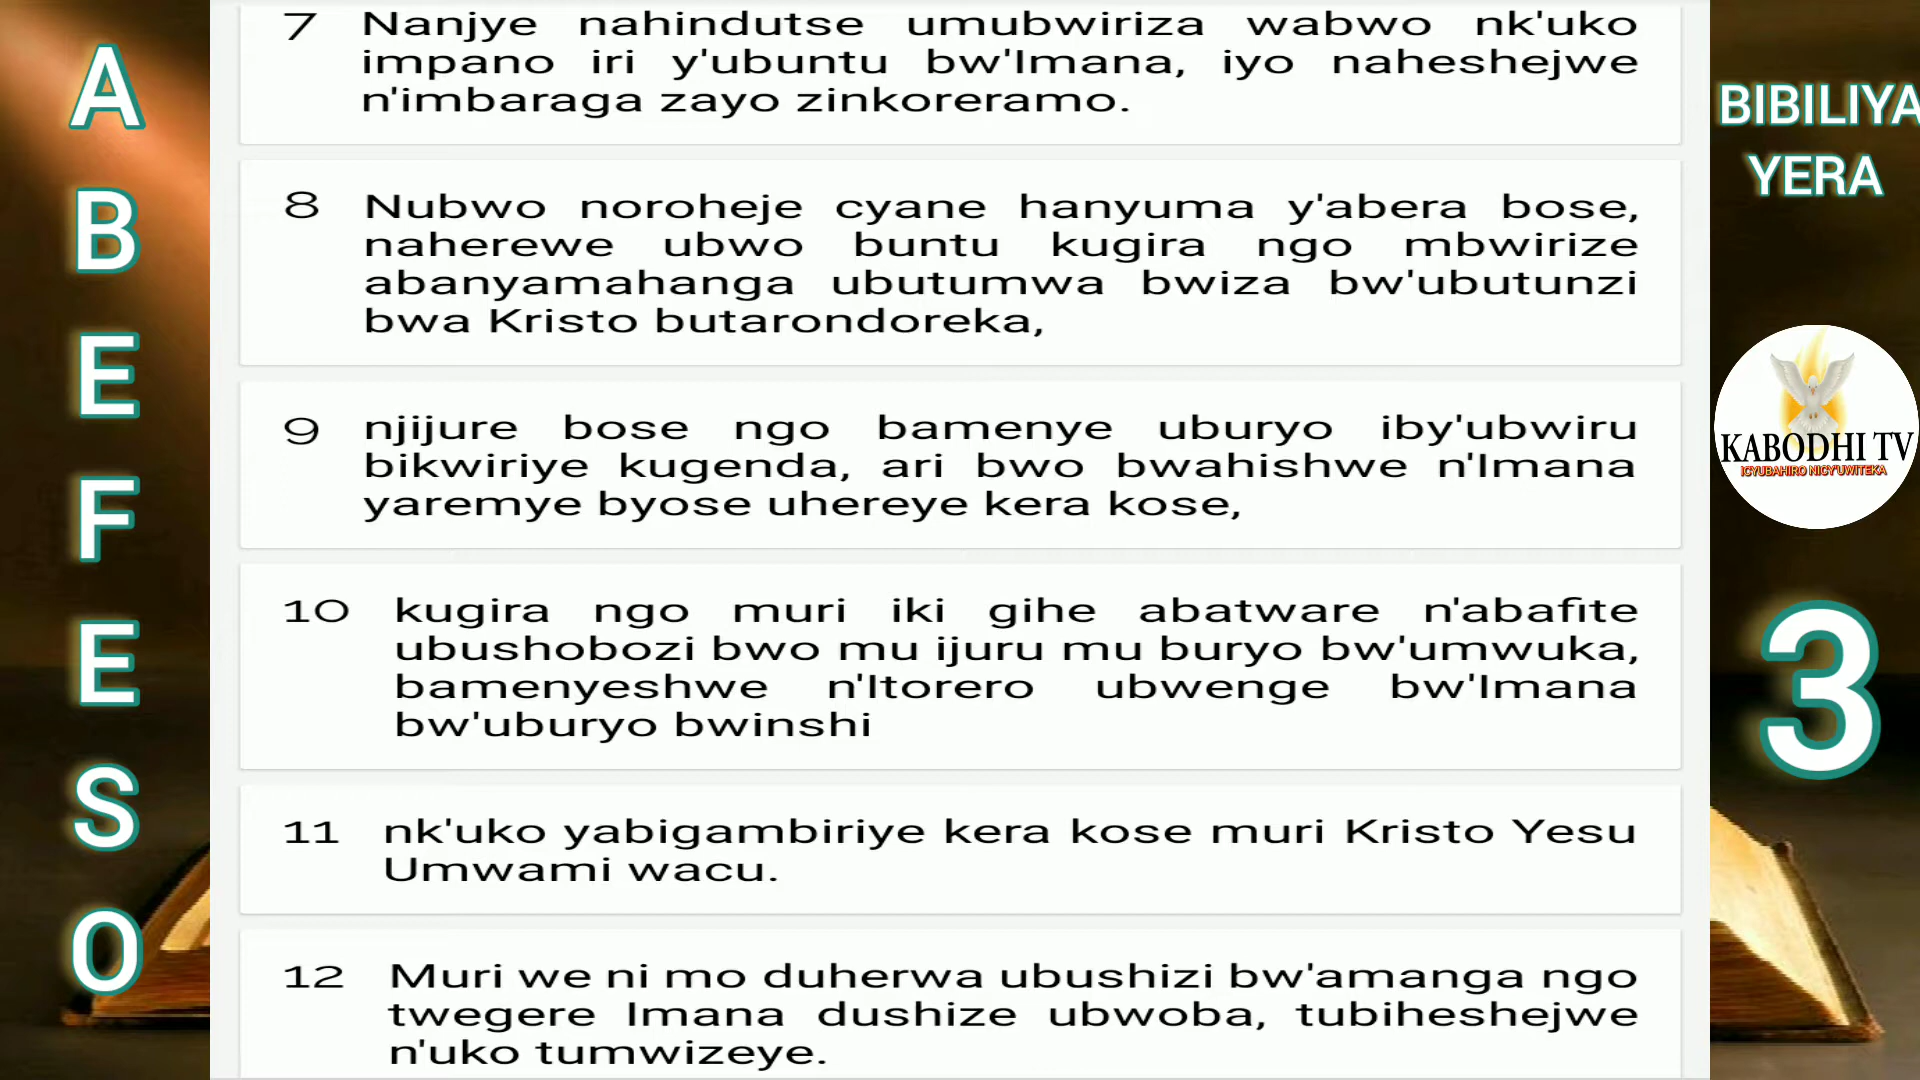 A
B
E
F
E
S
O
7 Nanjye nahindutse umubwiriza wabwo nk'uko
impano iri y'ubuntu bw'Imana, iyo naheshejwe
n'imbaraga zayo zinkoreramo.
8 Nubwo noroheje cyane hanyuma y'abera bose,
naherewe ubwo buntu kugira ngo mbwirize
abanyamahanga ubutumwa bwiza bw'ubutunzi
bwa Kristo butarondoreka,
9 njijure bose ngo bamenye uburyo iby'ubwiru
bikwiriye kugenda, ari bwo bwahishwe n'Imana
yaremye byose uhereye kera kose,
10 kugira ngo muri iki gihe abatware n'abafite
ubushobozi bwo mu ijuru mu buryo bw'umwuka,
bamenyeshwe n'Itorero ubwenge bw'Imana
bw'uburyo bwinshi
11 nk'uko yabigambiriye kera kose muri Kristo Yesu
Umwami wacu.
12 Muri we ni mo duherwa ubushizi bw'amanga ngo
twegere Imana dushize ubwoba, tubiheshejwe
n'uko tumwizeye.
BIBILIYA
YERA
KABODHI TV
ICYUBAHIRO NICY'UWITEKA
3